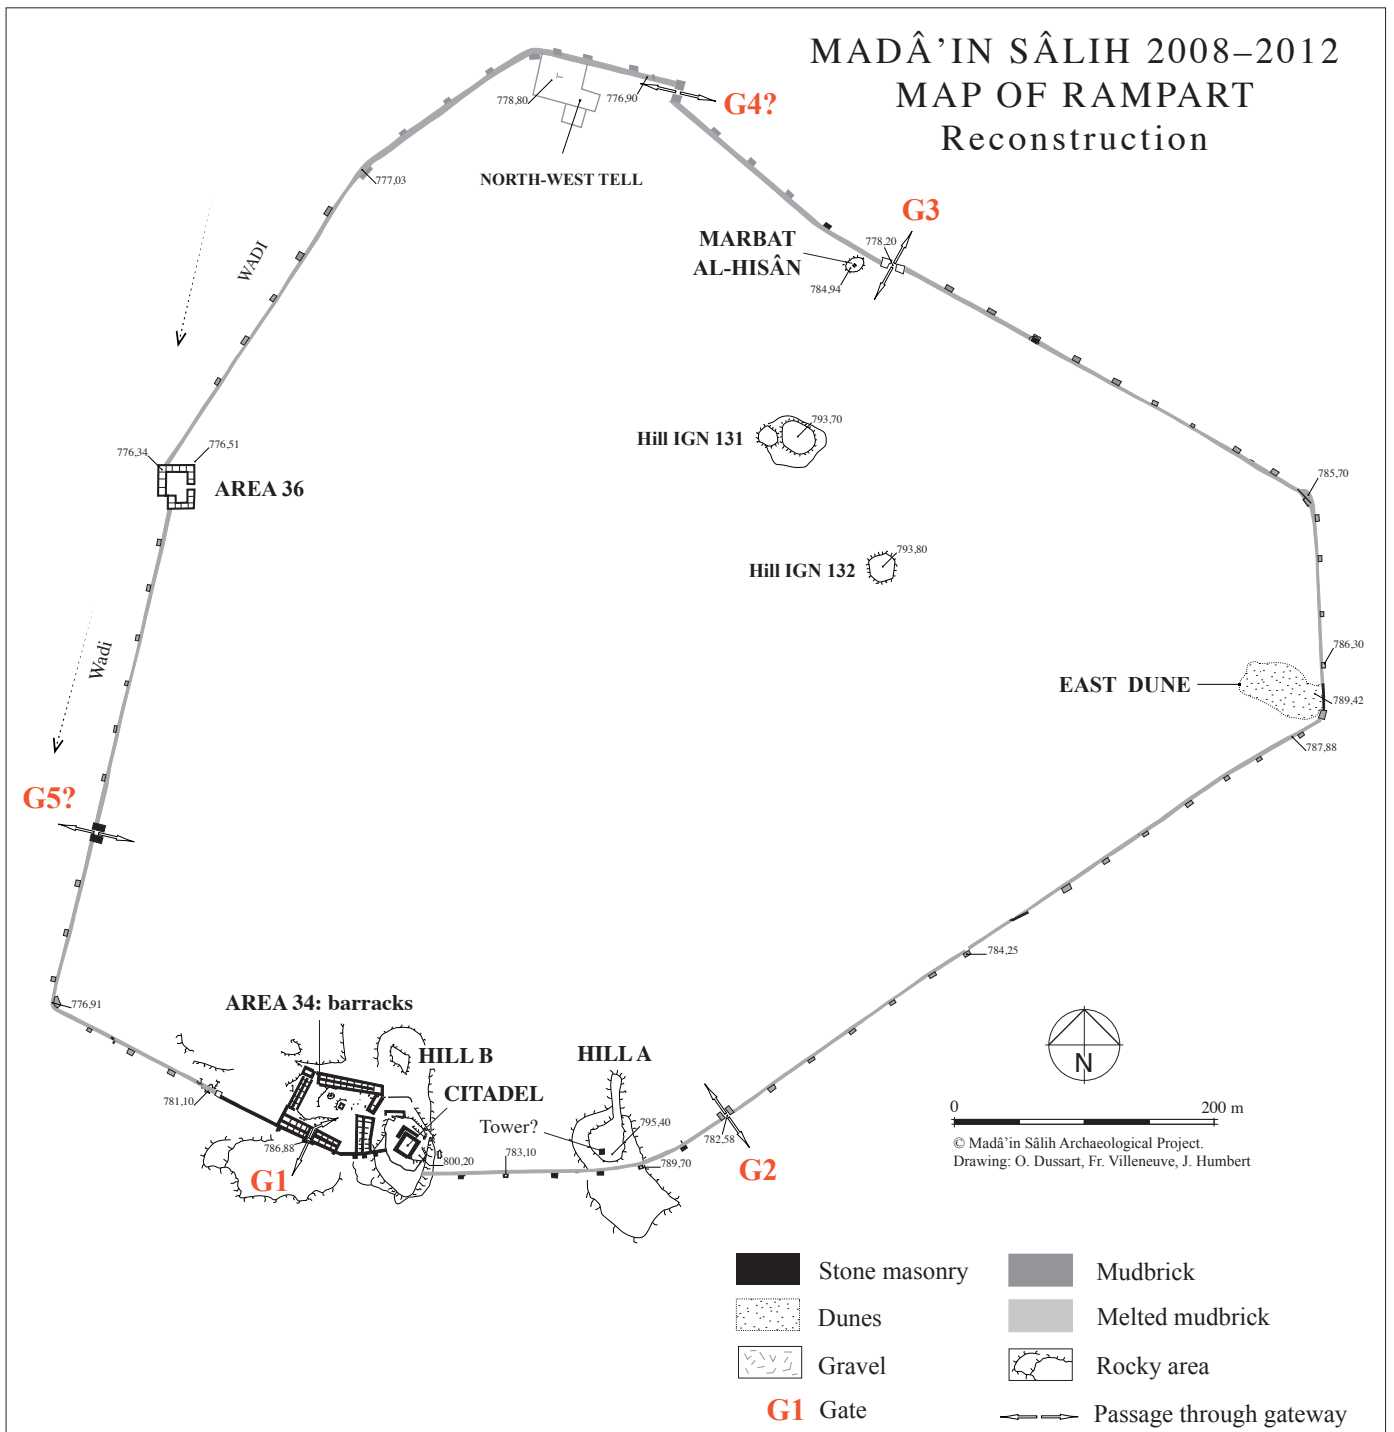 MADÂ’IN SÂLIH 2008–2012
MAP OF RAMPART
Reconstruction
778,80
776,90
G4?
NORTH-WEST TELL
777,03
WADI
G3
MARBAT
AL-HISÂN
778,20
784,94
Hill IGN 131
793,70
776,34
776,51
AREA 36
785,70
Hill IGN 132
793,80
Wadi
786,30
EAST DUNE
789,42
787,88
G5?
784,25
776,91
AREA 34: barracks
HILL B
HILL A
CITADEL
781,10
Tower?
795,40
782,58
786,88
783,10
789,70
800,20
G1
G2
N
0
200 m
© Madâ’in Sâlih Archaeological Project.
Drawing: O. Dussart, Fr. Villeneuve, J. Humbert
Stone masonry
Mudbrick
Dunes
Melted mudbrick
Gravel
Rocky area
G1 Gate
Passage through gateway